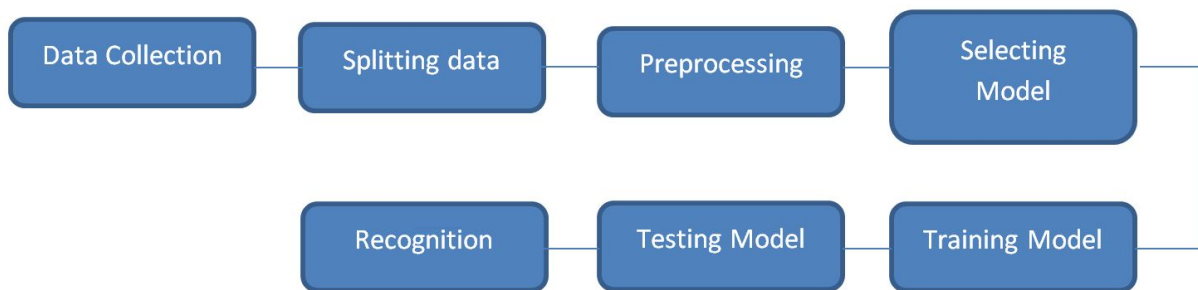 Data Collection
Splitting data
Preprocessing
Selecting
Model
Training Model
Testing Model
Recognition